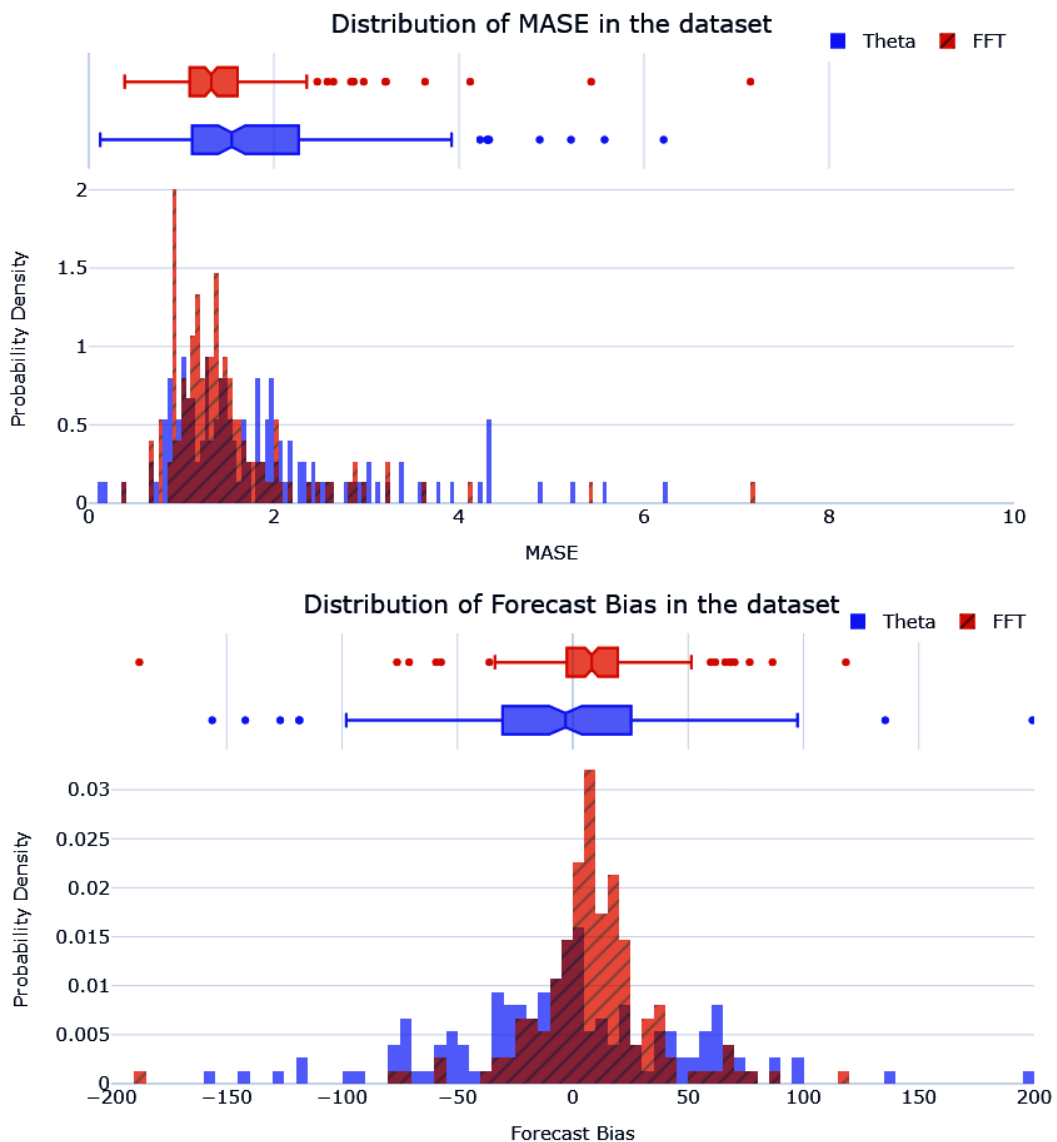 Distribution of MASE in the dataset
Theta FFT
2
1.5
1
0.5
0
Probability Density
0 2 4 6 8 10
MASE
Distribution of Forecast Bias in the dataset
Theta FFT
0.03
0.025
0.02
0.015
0.01
0.005
0
Probability Density
−200 −150 −100 −50 0 50 100 150 200
Forecast Bias